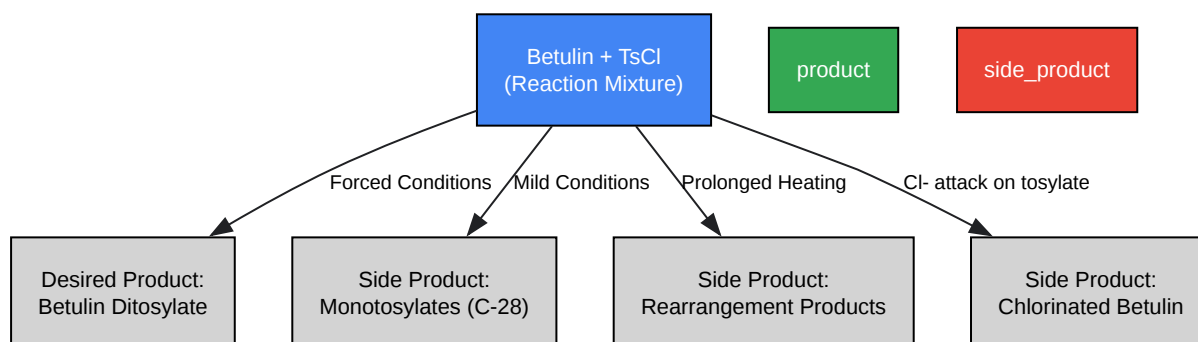 Betulin + TsCl
(Reaction Mixture)
product
side_product
Forced Conditions
Mild Conditions
Prolonged Heating
Cl- attack on tosylate
Desired Product:
Betulin Ditosylate
Side Product:
Monotosylates (C-28)
Side Product:
Rearrangement Products
Side Product:
Chlorinated Betulin